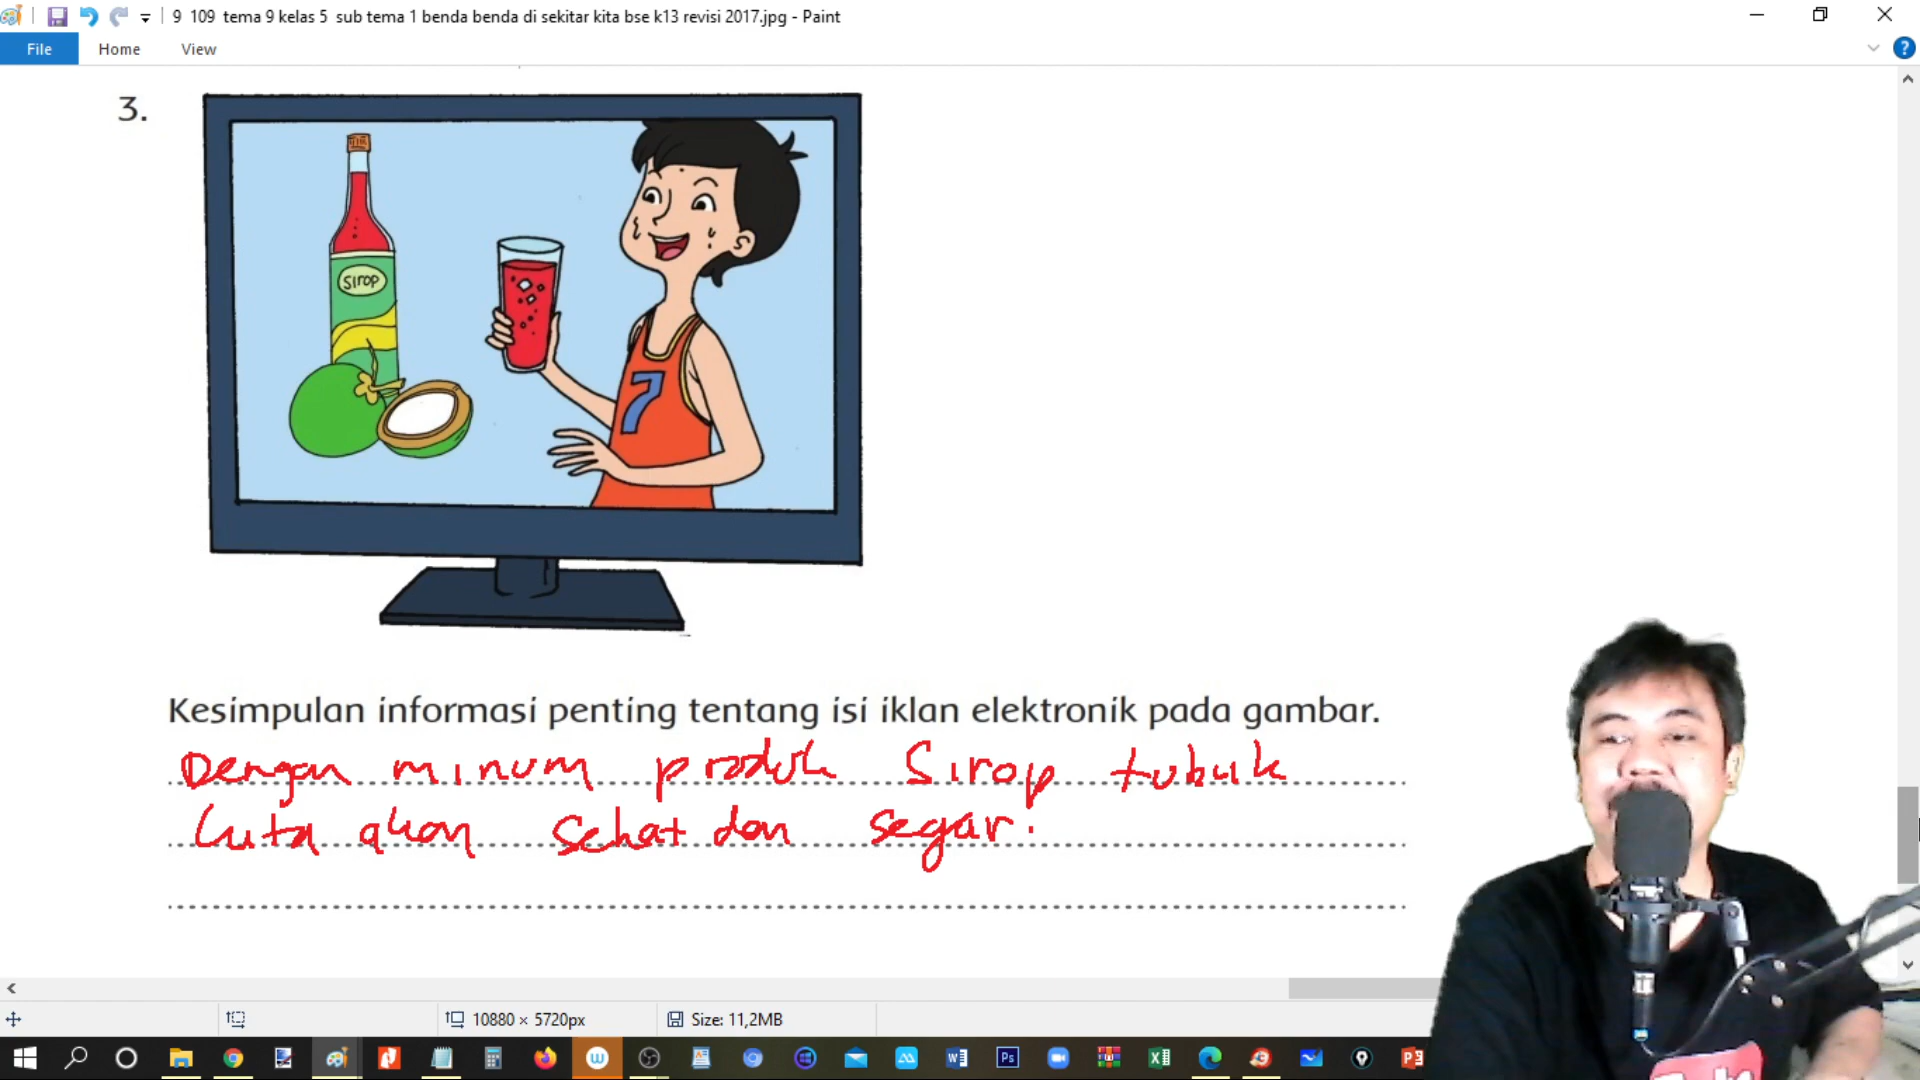 9 109 tema 9 kelas 5 sub tema 1 benda benda di sekitar kita bse k13 revisi 2017.jpg - Paint
File Home View
3.
Sirop
7
Kesimpulan informasi penting tentang isi iklan elektronik pada gambar.
Dengan minum produk Sirop tubuh
kita akan sehat dan segar.
10880 × 5720px Size: 11,2MB